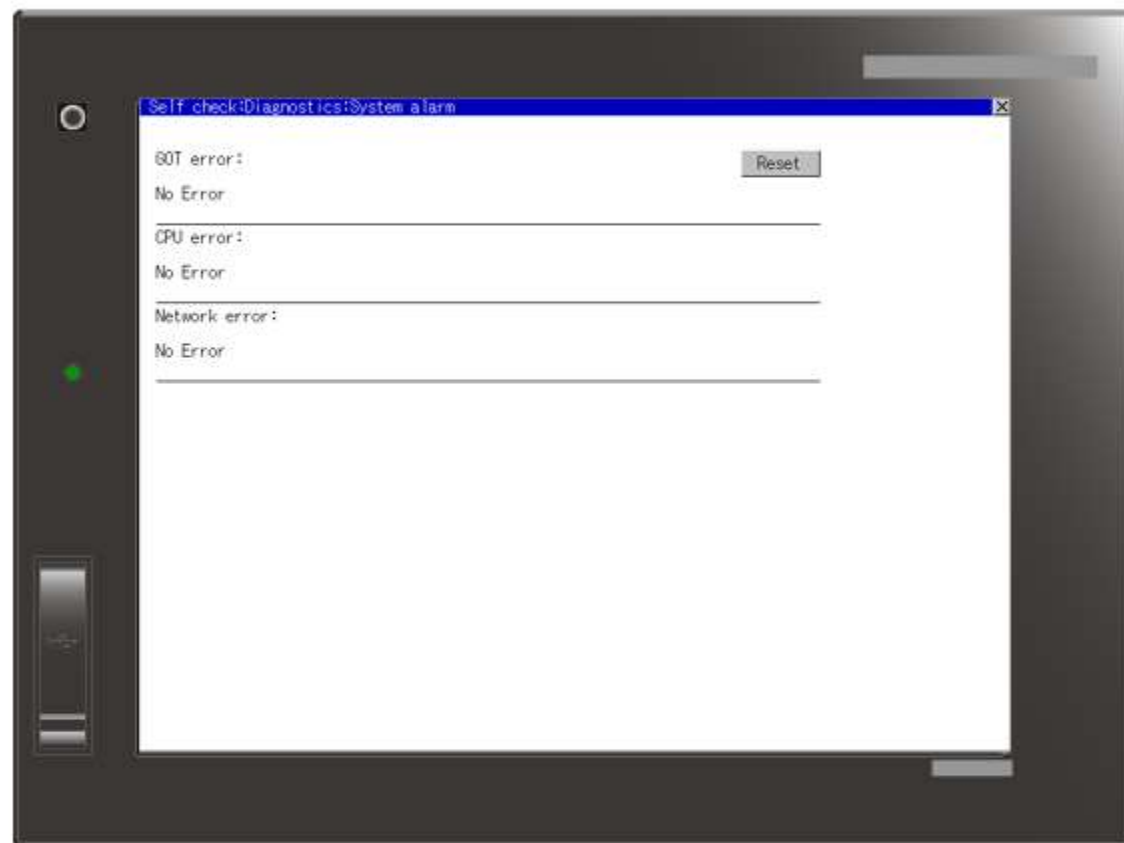 Self check:Diagnostics:System alarm
GOT error:
Reset
No Error
CPU error:
No Error
Network error:
No Error